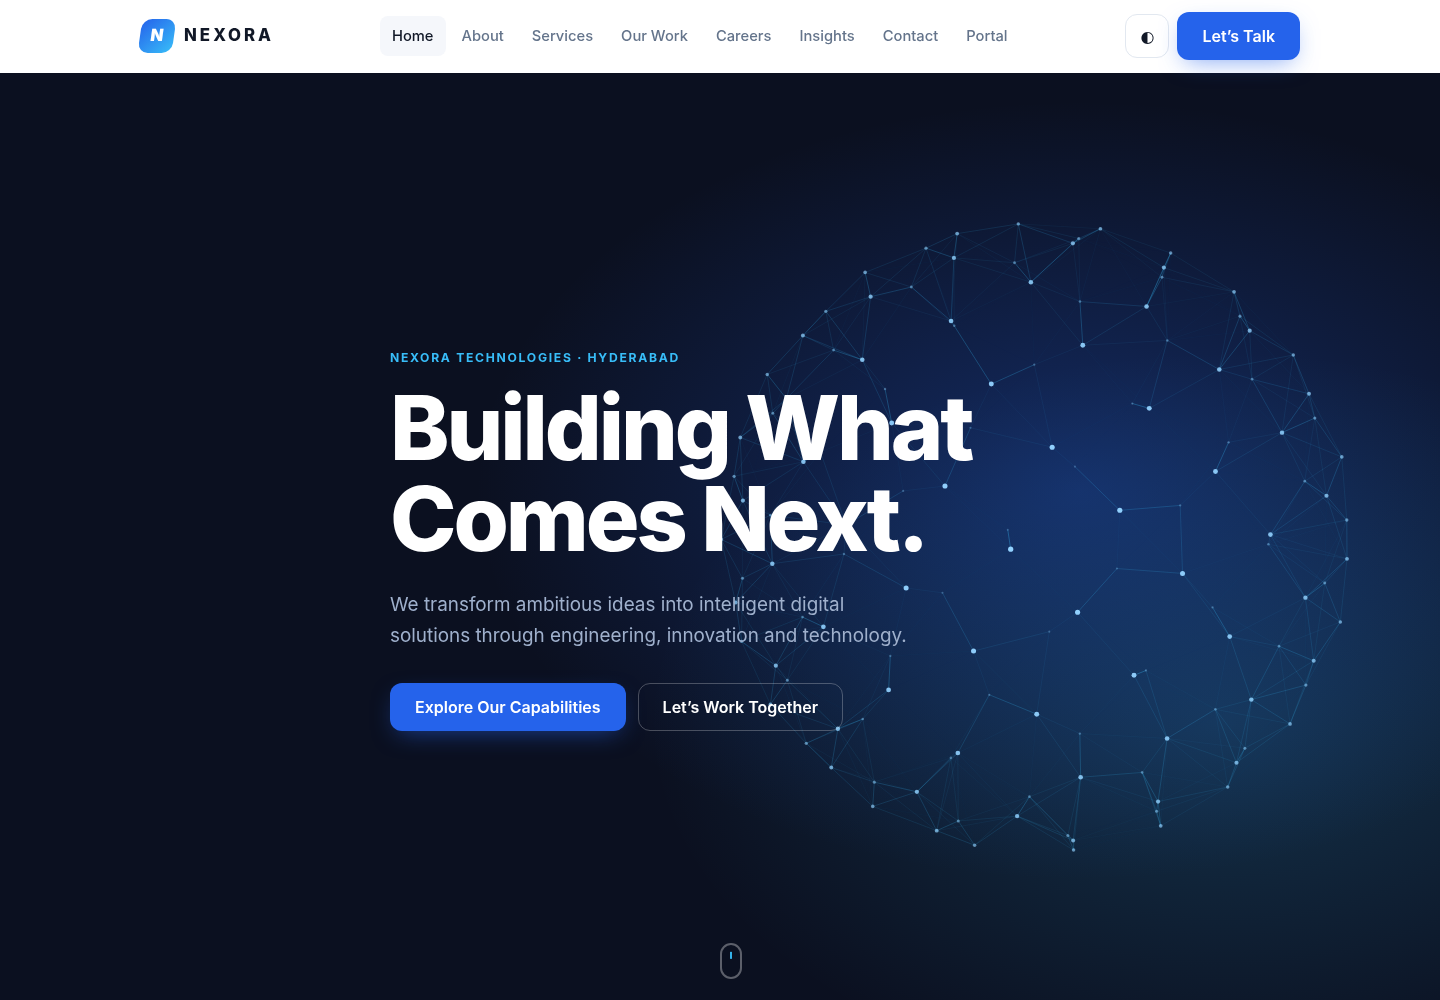 N NEXORA
Home About Services Our Work Careers Insights Contact Portal
Let’s Talk
NEXORA TECHNOLOGIES · HYDERABAD
Building What
Comes Next.
We transform ambitious ideas into intelligent digital
solutions through engineering, innovation and technology.
Explore Our Capabilities
Let’s Work Together